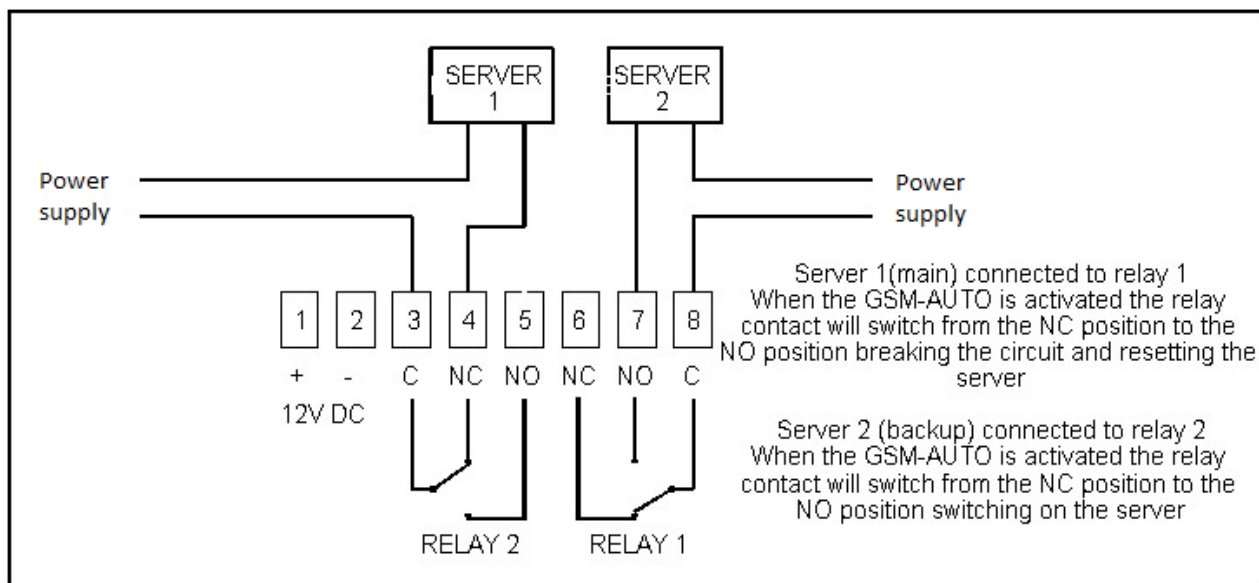 SERVER
1
SERVER
2
Power
supply
Power
supply
Server 1(main) connected to relay 1
When the GSM-AUTO is activated the relay
contact will switch from the NC position to the
NO position breaking the circuit and resetting the
server
1 2 3 4 5 6 7 8
+ - C NC NO NC NO C
12V DC
Server 2 (backup) connected to relay 2
When the GSM-AUTO is activated the relay
contact will switch from the NC position to the
NO position switching on the server
RELAY 2 RELAY 1